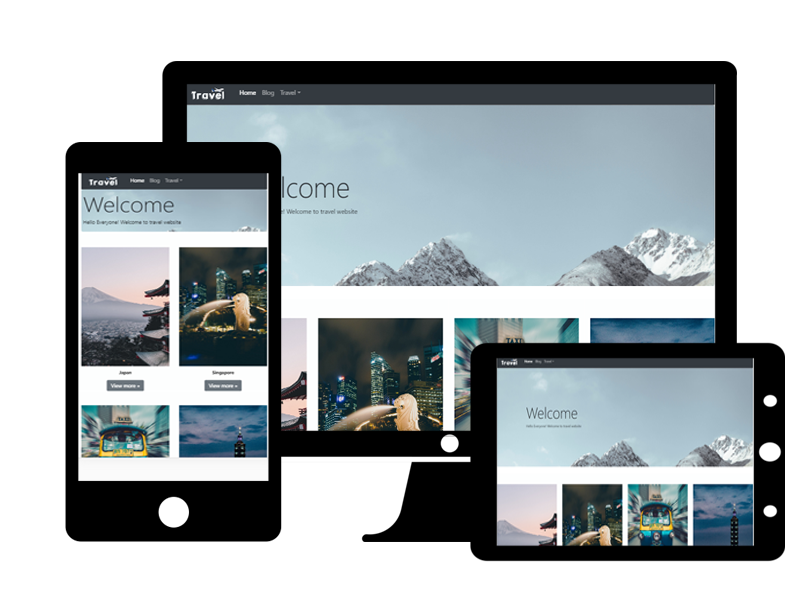 Travel Home Blog Travel
lcome
! Welcome to travel website
Travel Home Blog Travel
Welcome
Hello Everyone! Welcome to travel website
Japan
Singapore
View more »
View more »
TAXI
TAXI
Travel Home Blog Travel
Welcome
Hello Everyone! Welcome to travel website
TAXI